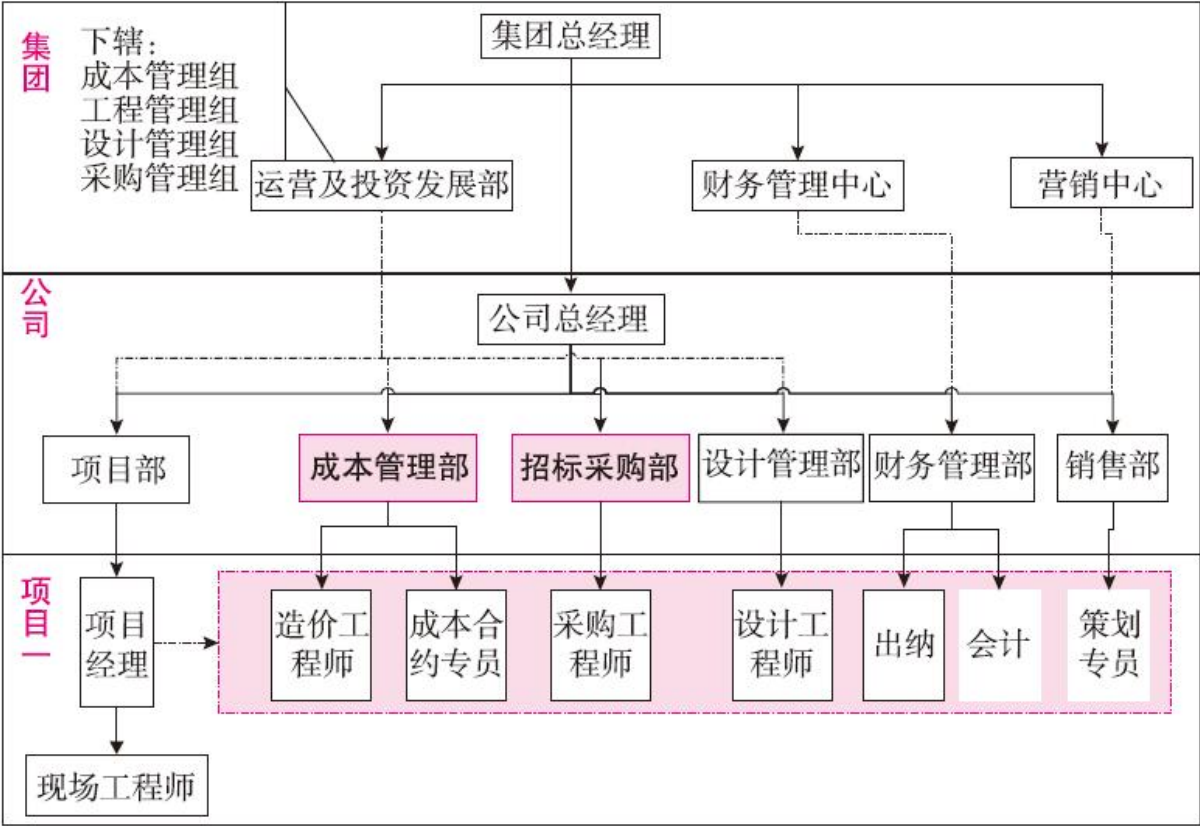 集团
下辖：
成本管理组
工程管理组
设计管理组
采购管理组
集团总经理
运营及投资发展部
财务管理中心
营销中心
公司
公司总经理
项目部
成本管理部
招标采购部
设计管理部
财务管理部
销售部
项目一
项目
经理
造价工
程师
成本合
约专员
采购工
程师
设计工
程师
出纳
会计
策划
专员
现场工程师